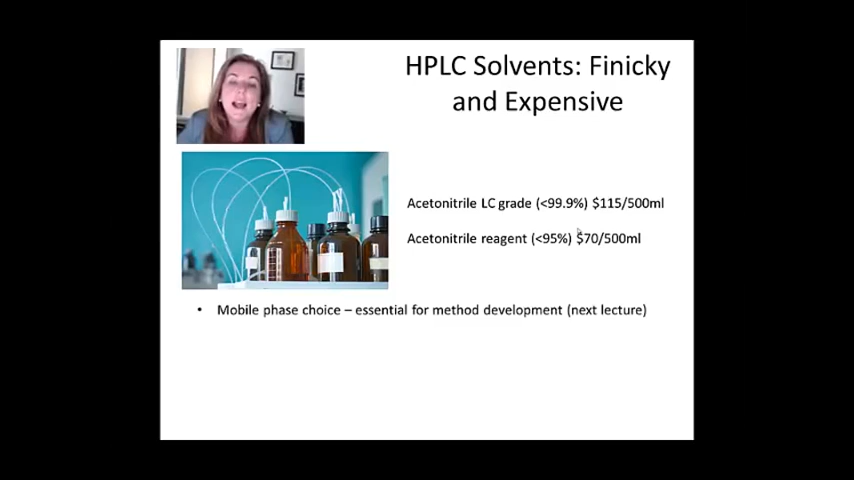 HPLC Solvents: Finicky
and Expensive
Acetonitrile LC grade (<99.9%) $115/500ml
Acetonitrile reagent (<95%) $70/500ml
• Mobile phase choice – essential for method development (next lecture)